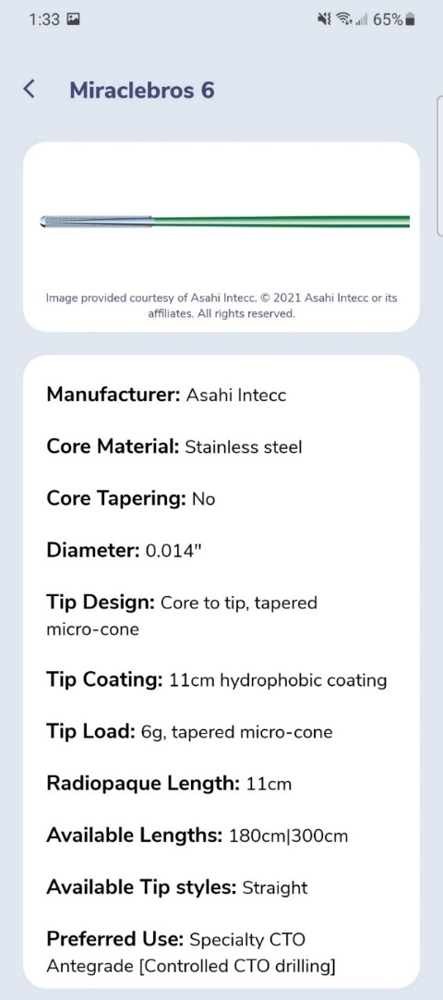 1:33 65%
Miraclebros 6
Image provided courtesy of Asahi Intecc. © 2021 Asahi Intecc or its
affiliates. All rights reserved.
Manufacturer: Asahi Intecc
Core Material: Stainless steel
Core Tapering: No
Diameter: 0.014"
Tip Design: Core to tip, tapered
micro-cone
Tip Coating: 11cm hydrophobic coating
Tip Load: 6g, tapered micro-cone
Radiopaque Length: 11cm
Available Lengths: 180cm|300cm
Available Tip styles: Straight
Preferred Use: Specialty CTO
Antegrade [Controlled CTO drilling]